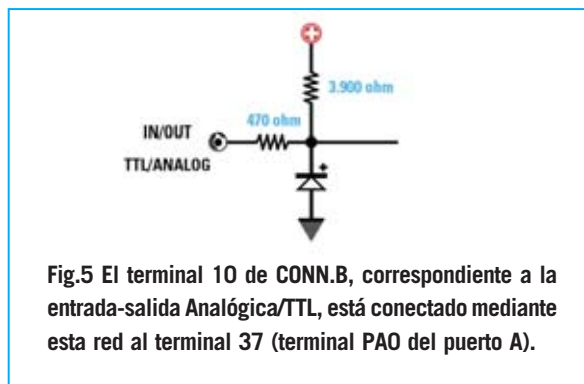 +
3.900 ohm
470 ohm
IN/OUT
TTL/ANALOG
+
Fig.5 El terminal 10 de CONN.B, correspondiente a la
entrada-salida Analógica/TTL, está conectado mediante
esta red al terminal 37 (terminal PAO del puerto A).